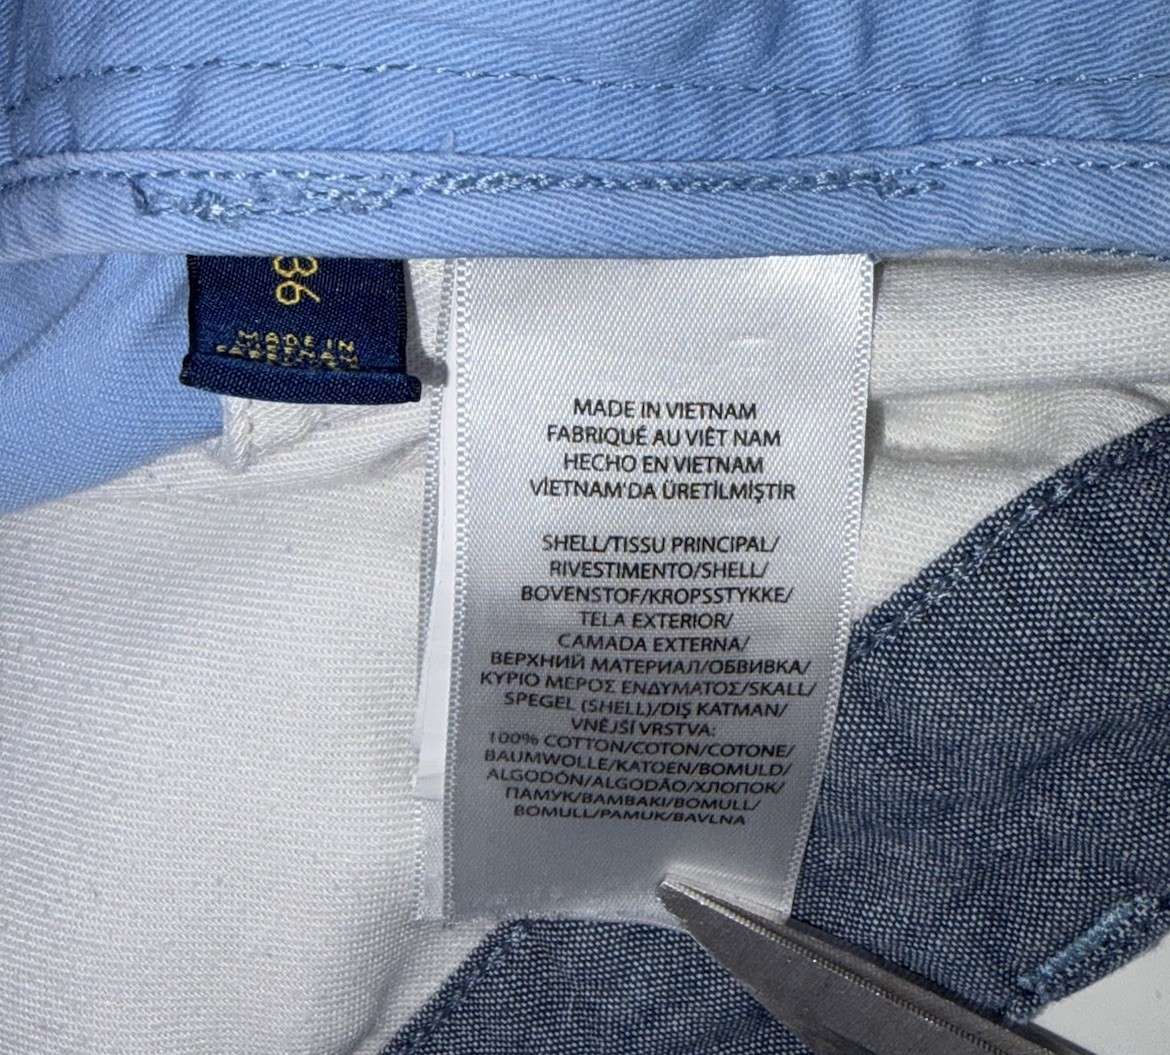 36
MADE IN
MADE IN VIETNAM
FABRIQUÉ AU VIÊT NAM
HECHO EN VIETNAM
VİETNAM'DA ÜRETİLMİŞTİR
SHELL/TISSU PRINCIPAL/
RIVESTIMENTO/SHELL/
BOVENSTOF/KROPSSTYKKE/
TELA EXTERIOR/
CAMADA EXTERNA/
ВЕРХНИЙ МАТЕРИАЛ/ОБВИВКА/
ΚΥΡΙΟ ΜΕΡΟΣ ΕΝΔΥΜΑΤΟΣ/SKALL/
SPEGEL (SHELL)/DIŞ KATMAN/
VNĚJŠÍ VRSTVA:
100% COTTON/COTON/COTONE/
BAUMWOLLE/KATOEN/BOMULD/
ALGODÓN/ALGODÃO/ХЛОПОК/
ПАМУК/ΒΑΜΒΑΚΙ/BOMULL/
BOMULL/PAMUK/BAVLNA